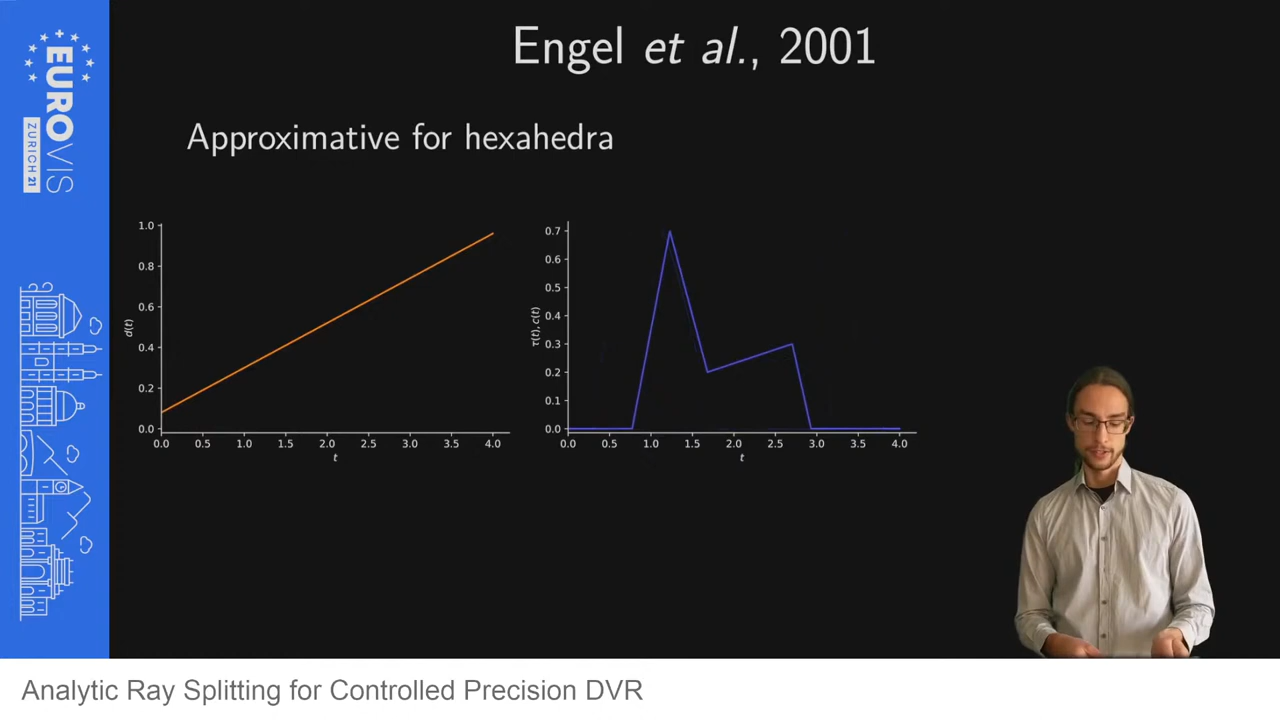 Engel et al., 2001
EUROVIS
ZURICH 21
Approximative for hexahedra
1.0
0.8
0.6
0.4
0.2
0.0
d(t)
0.0 0.5 1.0 1.5 2.0 2.5 3.0 3.5 4.0
t
0.7
0.6
0.5
0.4
0.3
0.2
0.1
0.0
τ(t), c(t)
0.0 0.5 1.0 1.5 2.0 2.5 3.0 3.5 4.0
t
Analytic Ray Splitting for Controlled Precision DVR